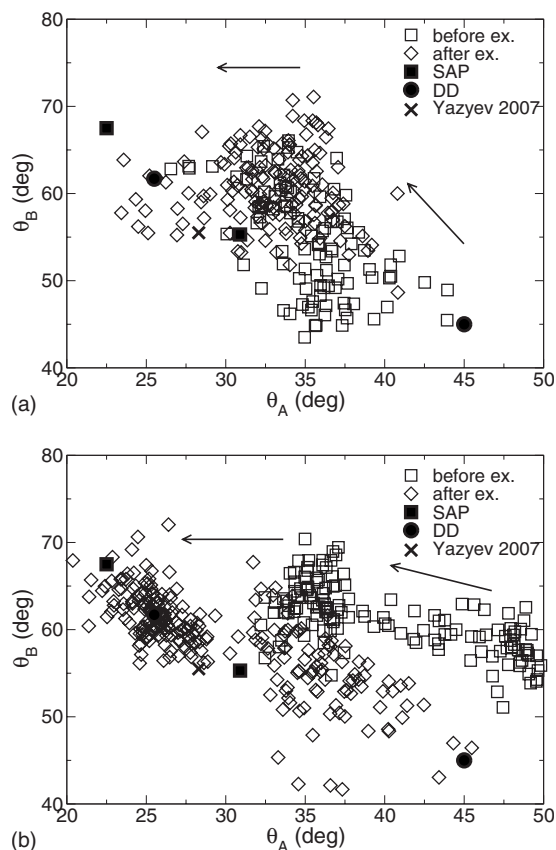 before ex.
after ex.
SAP
DD
Yazyev 2007
80
70
60
50
40
θB (deg)
20 25 30 35 40 45 50
(a)
θA (deg)
before ex.
after ex.
SAP
DD
Yazyev 2007
80
70
60
50
40
θB (deg)
20 25 30 35 40 45 50
(b)
θA (deg)